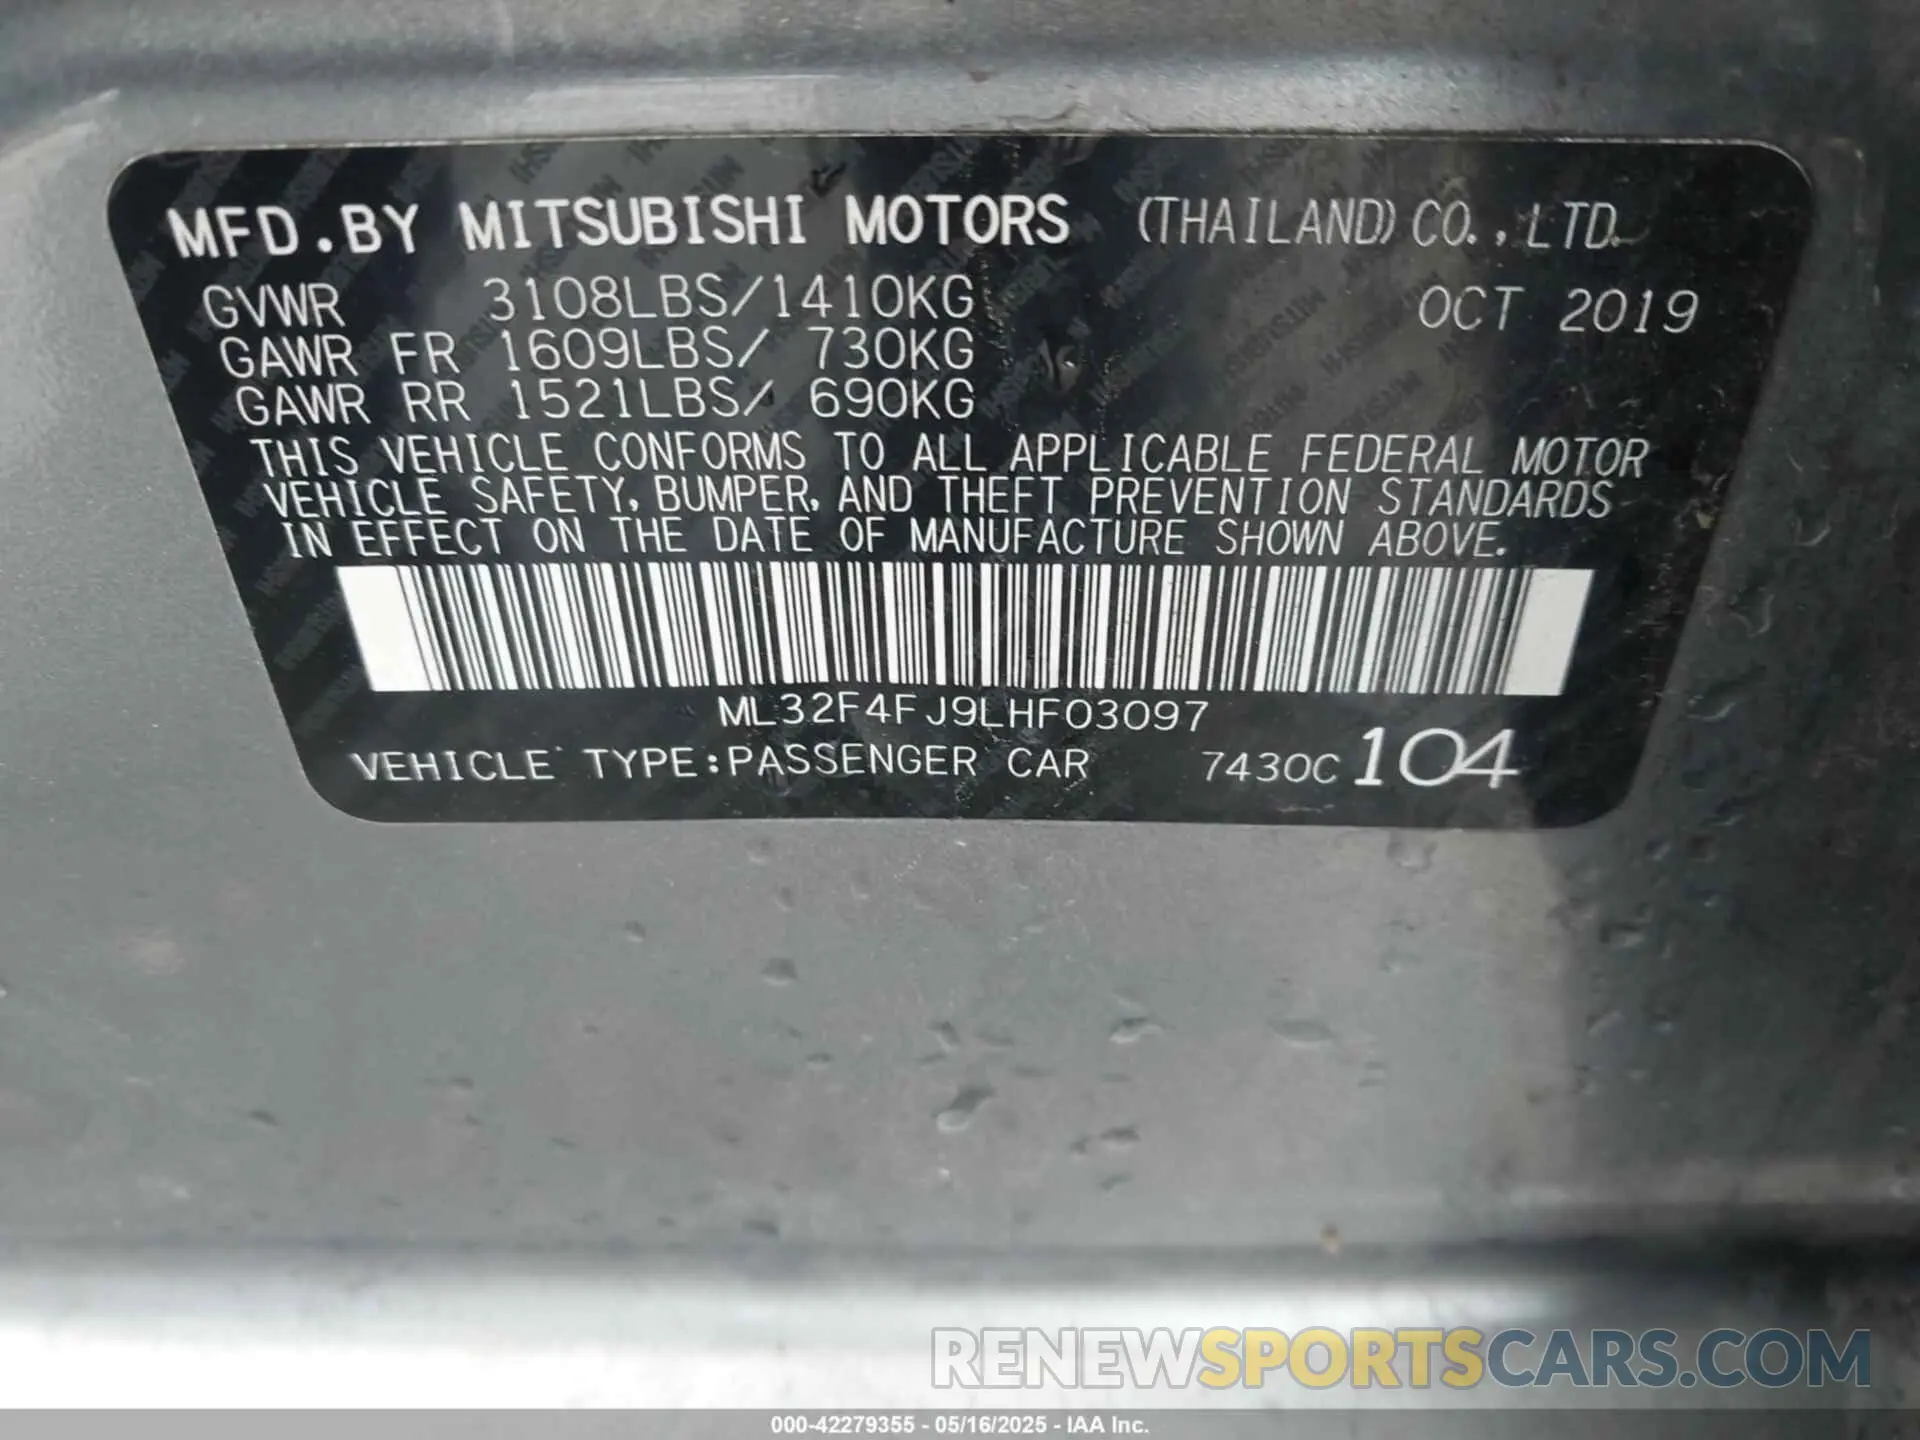 MFD.BY MITSUBISHI MOTORS (THAILAND) CO., LTD.
GVWR 3108LBS/1410KG OCT 2019
GAWR FR 1609LBS/ 730KG
GAWR RR 1521LBS/ 690KG
THIS VEHICLE CONFORMS TO ALL APPLICABLE FEDERAL MOTOR
VEHICLE SAFETY, BUMPER, AND THEFT PREVENTION STANDARDS
IN EFFECT ON THE DATE OF MANUFACTURE SHOWN ABOVE.
ML32F4FJ9LHF03097
VEHICLE TYPE:PASSENGER CAR 7430C 104
RENEWSPORTSCARS.COM
000-42279355 - 05/16/2025 - IAA Inc.